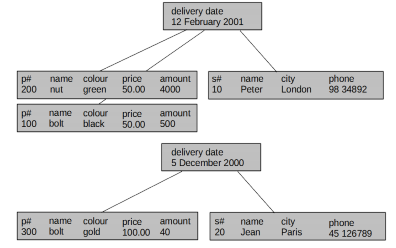 delivery date
12 February 2001
p# name colour price amount
200 nut green 50.00 4000
s# name city phone
10 Peter London 98 34892
p# name colour price amount
100 bolt black 50.00 500
delivery date
5 December 2000
p# name colour price amount
300 bolt gold 100.00 40
s# name city phone
20 Jean Paris 45 126789